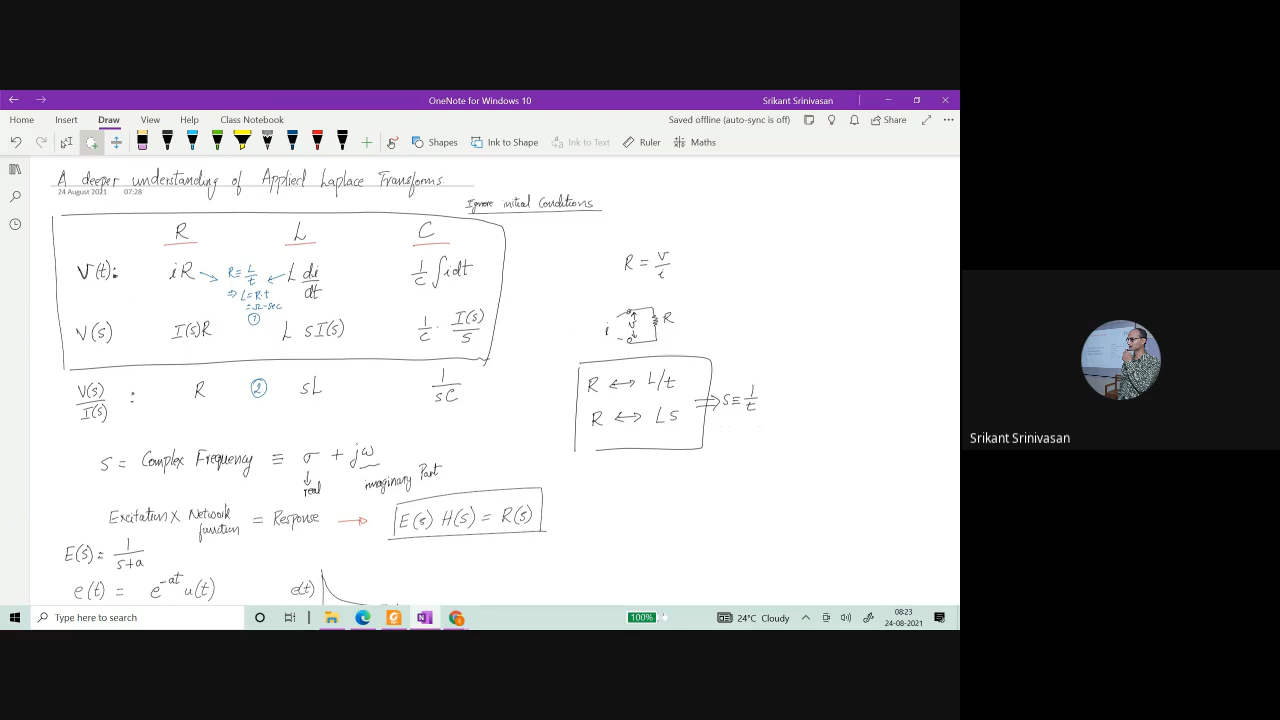 OneNote for Windows 10
Srikant Srinivasan
Home Insert Draw View Help Class Notebook
Saved offline (auto-sync is off)
Share
Shapes Ink to Shape Ink to Text Ruler Maths
A deeper understanding of Applied Laplace Transforms.
24 August 2021 07:28
Ignore initial Conditions
R L C
V(t): iR R ≡ L/t L di/dt 1/C ∫ i dt
⇒ L = R·t
= Ω-sec
①
V(s) I(s)R L sI(s) 1/C · I(s)/s
V(s)/I(s) : R ② sL 1/sC
R = v/i
i + v - R
R ↔ L/t
R ↔ Ls
⇒ s ≡ 1/t
S = Complex Frequency ≡ σ + jω
↓ real
imaginary Part
Excitation X Network function = Response → E(s) H(s) = R(s)
E(s) = 1/(s+a)
e(t) = e^-at u(t) e(t)
Type here to search
100%
24°C Cloudy
08:23
24-08-2021
Srikant Srinivasan